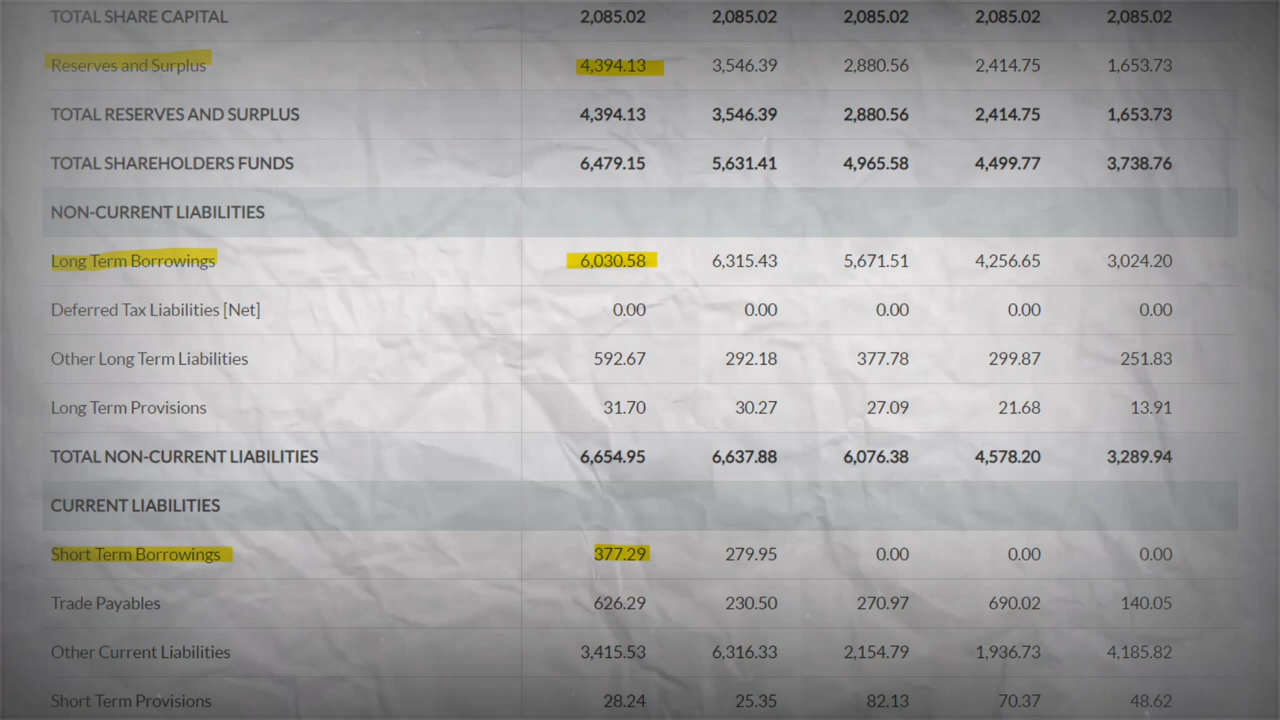 TOTAL SHARE CAPITAL 2,085.02 2,085.02 2,085.02 2,085.02 2,085.02
Reserves and Surplus 4,394.13 3,546.39 2,880.56 2,414.75 1,653.73
TOTAL RESERVES AND SURPLUS 4,394.13 3,546.39 2,880.56 2,414.75 1,653.73
TOTAL SHAREHOLDERS FUNDS 6,479.15 5,631.41 4,965.58 4,499.77 3,738.76
NON-CURRENT LIABILITIES
Long Term Borrowings 6,030.58 6,315.43 5,671.51 4,256.65 3,024.20
Deferred Tax Liabilities [Net] 0.00 0.00 0.00 0.00 0.00
Other Long Term Liabilities 592.67 292.18 377.78 299.87 251.83
Long Term Provisions 31.70 30.27 27.09 21.68 13.91
TOTAL NON-CURRENT LIABILITIES 6,654.95 6,637.88 6,076.38 4,578.20 3,289.94
CURRENT LIABILITIES
Short Term Borrowings 377.29 279.95 0.00 0.00 0.00
Trade Payables 626.29 230.50 270.97 690.02 140.05
Other Current Liabilities 3,415.53 6,316.33 2,154.79 1,936.73 4,185.82
Short Term Provisions 28.24 25.35 82.13 70.37 48.62